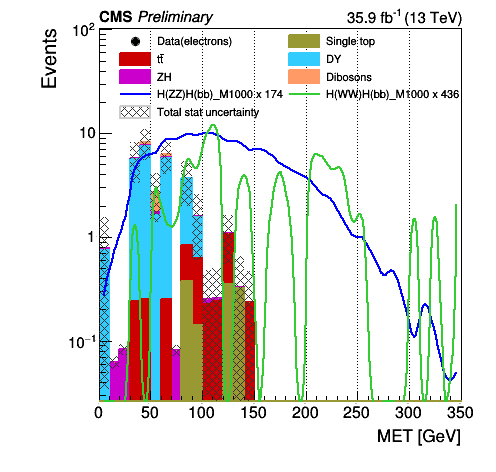 CMS Preliminary 35.9 fb⁻¹ (13 TeV)
Events
Data(electrons) Single top
tt̄ DY
ZH Dibosons
H(ZZ)H(bb)_M1000 x 174 H(WW)H(bb)_M1000 x 436
Total stat uncertainty
10²
10
1
10⁻¹
0 50 100 150 200 250 300 350
MET [GeV]